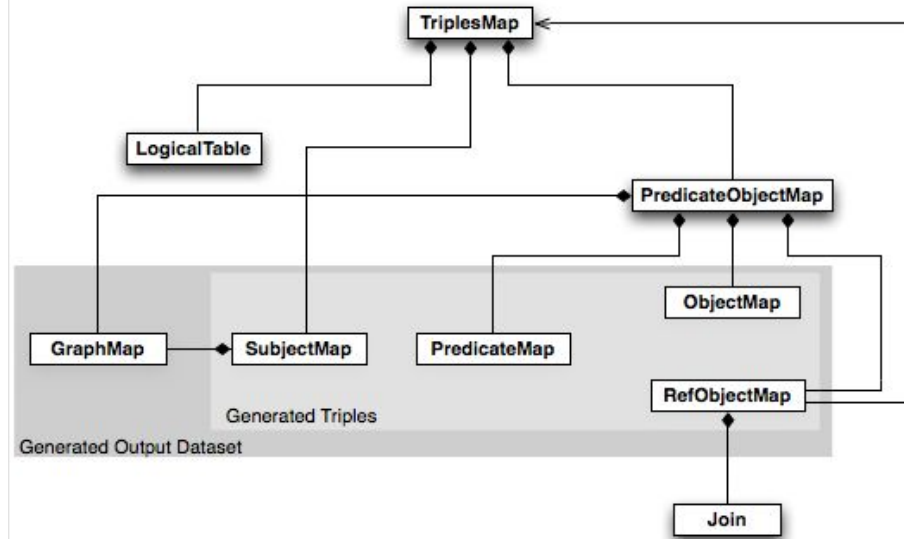 TriplesMap
LogicalTable
PredicateObjectMap
ObjectMap
GraphMap
SubjectMap
PredicateMap
RefObjectMap
Generated Triples
Generated Output Dataset
Join